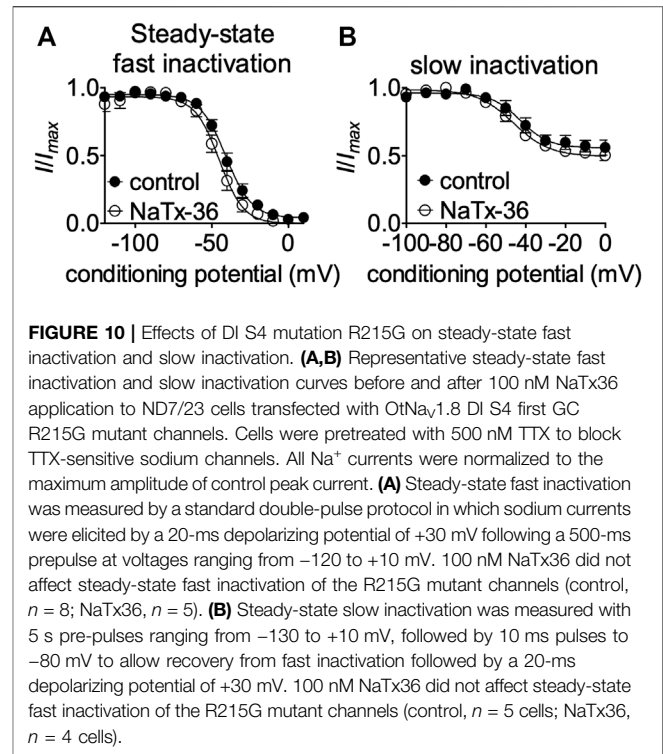 A
Steady-state
fast inactivation
B
slow inactivation
I/Imax
1.0
0.5
0.0
control
NaTx-36
-100
-50
0
conditioning potential (mV)
I/Imax
1.0
0.5
0.0
control
NaTx-36
-100
-80
-60
-40
-20
0
conditioning potential (mV)
FIGURE 10 | Effects of DI S4 mutation R215G on steady-state fast
inactivation and slow inactivation. (A,B) Representative steady-state fast
inactivation and slow inactivation curves before and after 100 nM NaTx36
application to ND7/23 cells transfected with OtNaV1.8 DI S4 first GC
R215G mutant channels. Cells were pretreated with 500 nM TTX to block
TTX-sensitive sodium channels. All Na+ currents were normalized to the
maximum amplitude of control peak current. (A) Steady-state fast inactivation
was measured by a standard double-pulse protocol in which sodium currents
were elicited by a 20-ms depolarizing potential of +30 mV following a 500-ms
prepulse at voltages ranging from −120 to +10 mV. 100 nM NaTx36 did not
affect steady-state fast inactivation of the R215G mutant channels (control,
n = 8; NaTx36, n = 5). (B) Steady-state slow inactivation was measured with
5 s pre-pulses ranging from −130 to +10 mV, followed by 10 ms pulses to
−80 mV to allow recovery from fast inactivation followed by a 20-ms
depolarizing potential of +30 mV. 100 nM NaTx36 did not affect steady-state
fast inactivation of the R215G mutant channels (control, n = 5 cells; NaTx36,
n = 4 cells).